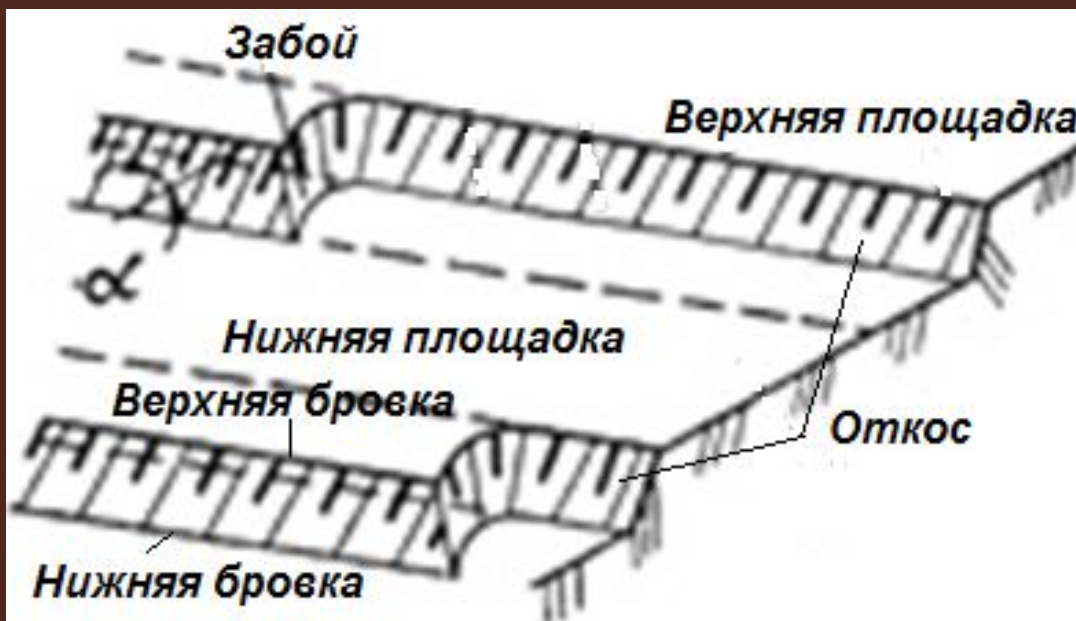 Забой
Верхняя площадка
α
Нижняя площадка
Верхняя бровка
Откос
Нижняя бровка